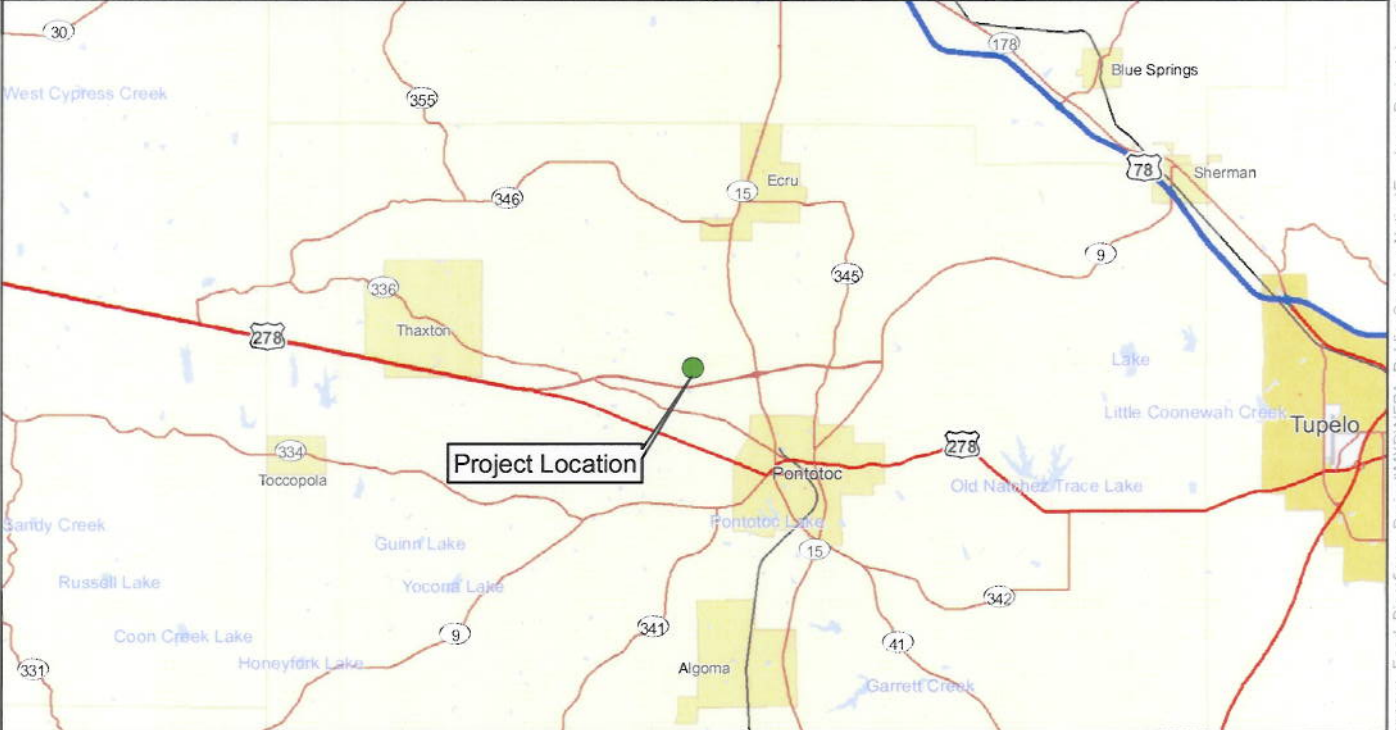 30
178
Blue Springs
West Cypress Creek
355
78
Sherman
Ecru
15
346
9
345
336
278
Thaxton
Lake
Little Coonewah Creek
Tupelo
334
Toccopola
Project Location
278
Pontotoc
Old Natchez Trace Lake
Sandy Creek
Pontotoc Lake
Guinn Lake
15
Russell Lake
Yocona Lake
342
Coon Creek Lake
9
341
41
Honeyfork Lake
331
Algoma
Garrett Creek